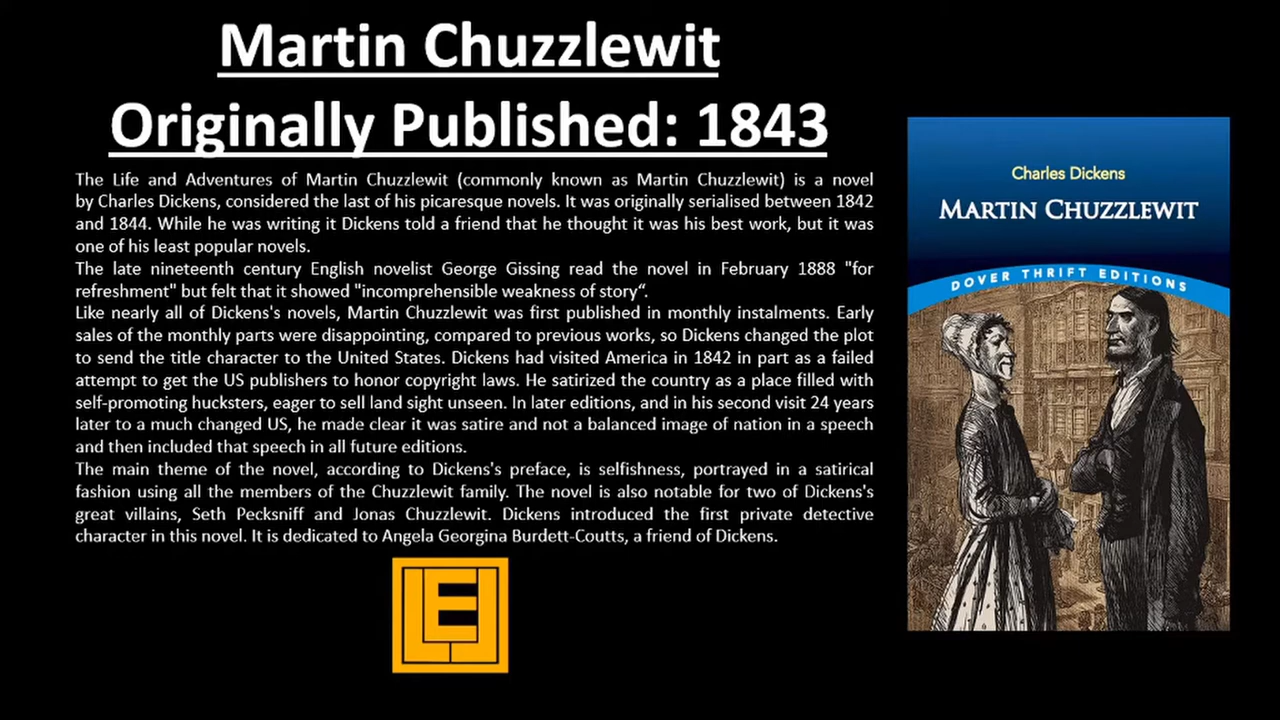 Martin Chuzzlewit
Originally Published: 1843
The Life and Adventures of Martin Chuzzlewit (commonly known as Martin Chuzzlewit) is a novel
by Charles Dickens, considered the last of his picaresque novels. It was originally serialised between 1842
and 1844. While he was writing it Dickens told a friend that he thought it was his best work, but it was
one of his least popular novels.
The late nineteenth century English novelist George Gissing read the novel in February 1888 "for
refreshment" but felt that it showed "incomprehensible weakness of story“.
Like nearly all of Dickens's novels, Martin Chuzzlewit was first published in monthly instalments. Early
sales of the monthly parts were disappointing, compared to previous works, so Dickens changed the plot
to send the title character to the United States. Dickens had visited America in 1842 in part as a failed
attempt to get the US publishers to honor copyright laws. He satirized the country as a place filled with
self-promoting hucksters, eager to sell land sight unseen. In later editions, and in his second visit 24 years
later to a much changed US, he made clear it was satire and not a balanced image of nation in a speech
and then included that speech in all future editions.
The main theme of the novel, according to Dickens's preface, is selfishness, portrayed in a satirical
fashion using all the members of the Chuzzlewit family. The novel is also notable for two of Dickens's
great villains, Seth Pecksniff and Jonas Chuzzlewit. Dickens introduced the first private detective
character in this novel. It is dedicated to Angela Georgina Burdett-Coutts, a friend of Dickens.
Charles Dickens
MARTIN CHUZZLEWIT
DOVER THRIFT EDITIONS